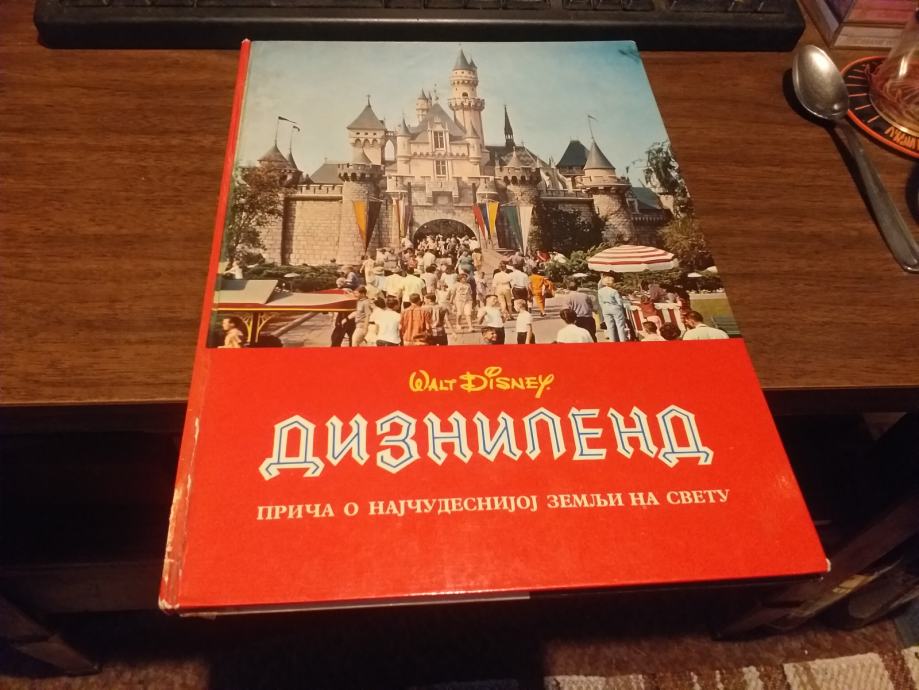 WALT DISNEY
ДИЗНИЛЕНД
ПРИЧА О НАЈЧУДЕСНИЈОЈ ЗЕМЉИ НА СВЕТУ